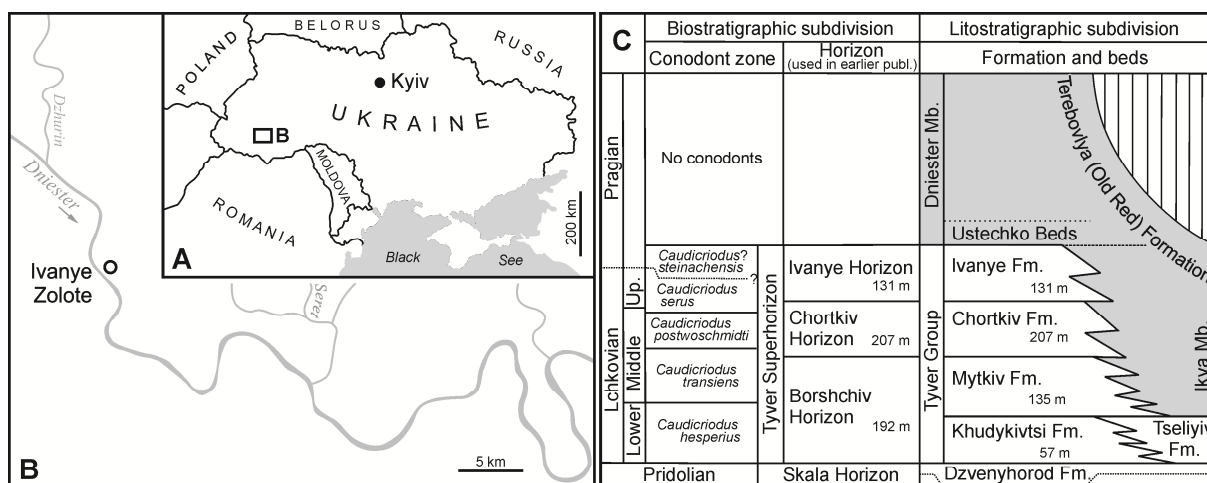 A
BELORUS
POLAND
RUSSIA
Kyiv
UKRAINE
B
MOLDOVA
ROMANIA
Black
See
200 km
Dzhurin
Dniester
Ivanye
Zolote
Seret
5 km
B
C
Biostratigraphic subdivision
Litostratigraphic subdivision
Conodont zone
Horizon
(used in earlier publ.)
Formation and beds
Pragian
No conodonts
Dniester Mb.
Terebovlya (Old Red) Formation
Ustechko Beds
Lchkovian
Up.
Middle
Lower
Caudicriodus?
steinachensis
?
Caudicriodus
serus
Caudicriodus
postwoschmidti
Caudicriodus
transiens
Caudicriodus
hesperius
Tyver Superhorizon
Ivanye Horizon
131 m
Chortkiv
Horizon 207 m
Borshchiv
Horizon
192 m
Tyver Group
Ivanye Fm.
131 m
Chortkiv Fm.
207 m
Mytkiv Fm.
135 m
Khudykivtsi Fm.
57 m
Ikva Mb.
Tseliyiv
Fm.
Pridolian
Skala Horizon
Dzvenyhorod Fm.